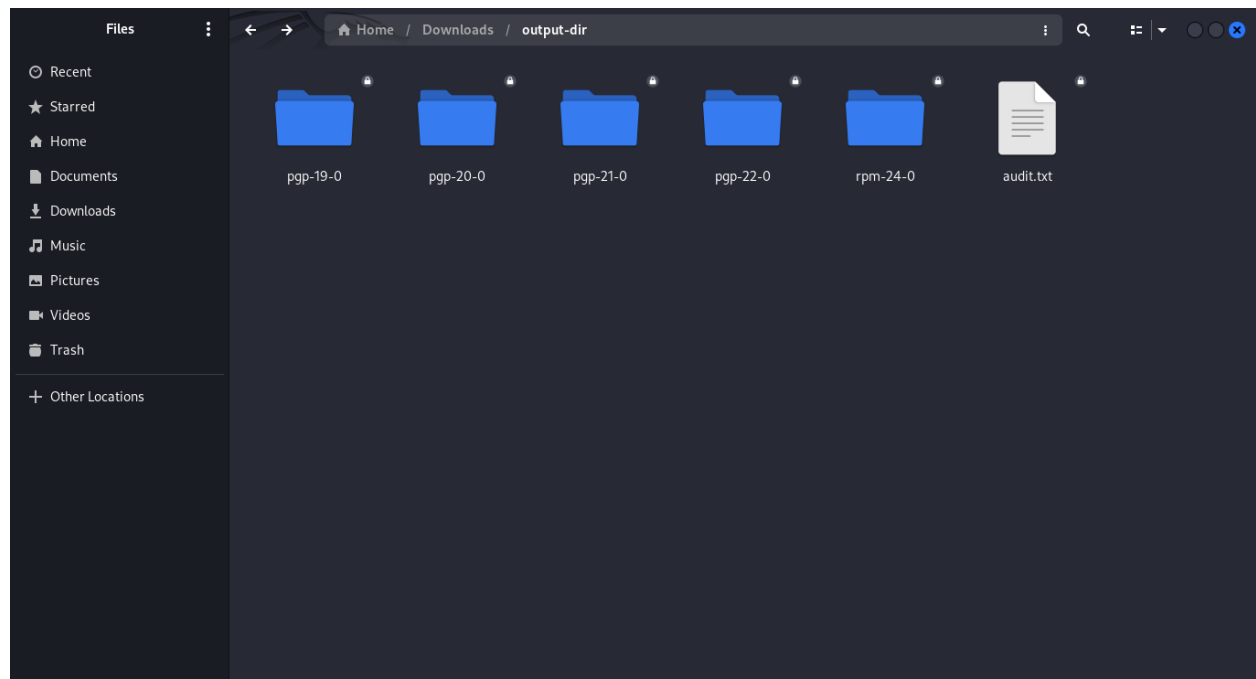 Files
Home / Downloads / output-dir
Recent
Starred
Home
Documents
Downloads
Music
Pictures
Videos
Trash
Other Locations
pgp-19-0
pgp-20-0
pgp-21-0
pgp-22-0
rpm-24-0
audit.txt